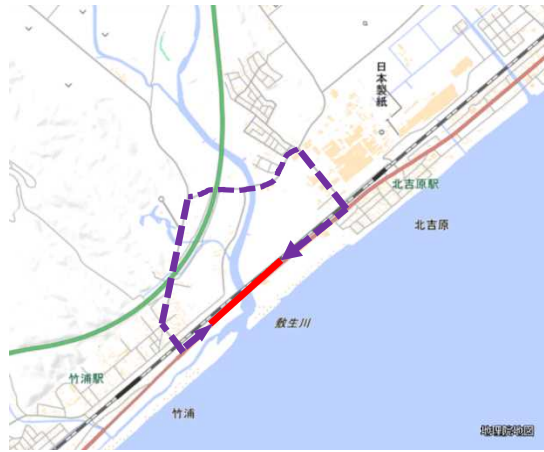 日本製紙
北吉原駅
北吉原
敷生川
竹浦駅
竹浦
地理院地図